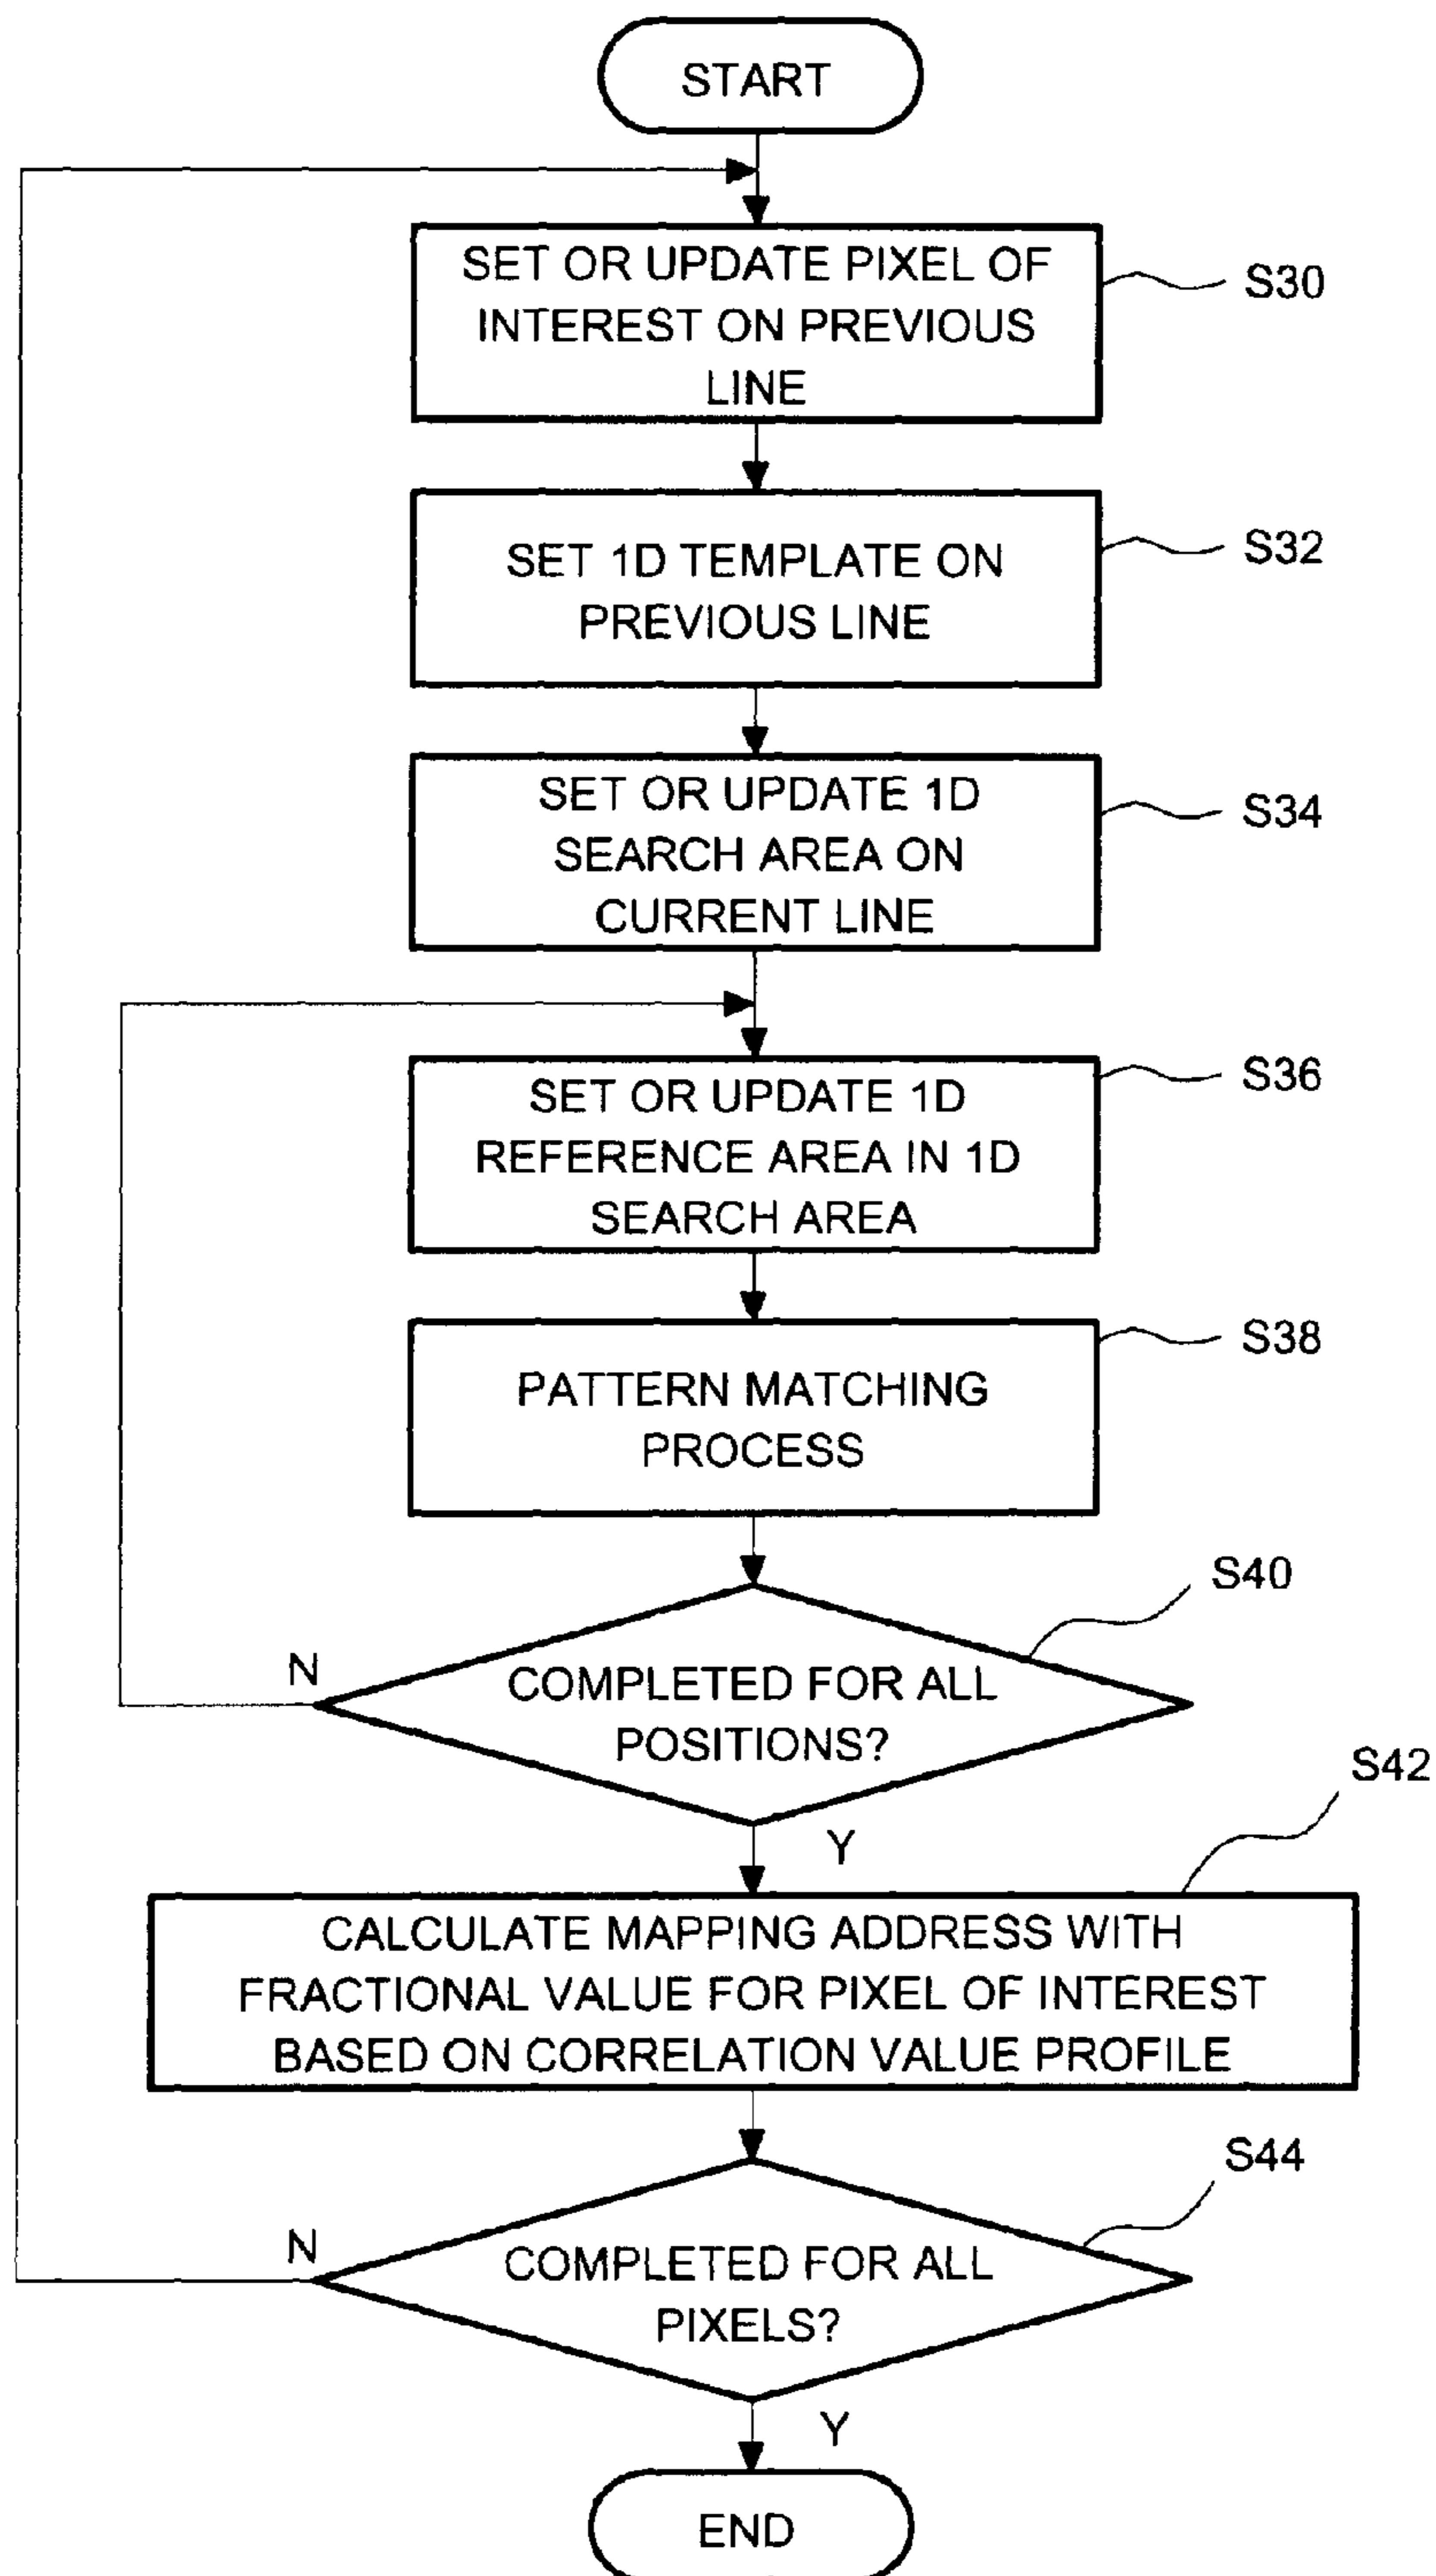 START
SET OR UPDATE PIXEL OF
INTEREST ON PREVIOUS
LINE
S30
SET 1D TEMPLATE ON
PREVIOUS LINE
S32
SET OR UPDATE 1D
SEARCH AREA ON
CURRENT LINE
S34
SET OR UPDATE 1D
REFERENCE AREA IN 1D
SEARCH AREA
S36
PATTERN MATCHING
PROCESS
S38
S40
N
COMPLETED FOR ALL
POSITIONS?
Y
S42
CALCULATE MAPPING ADDRESS WITH
FRACTIONAL VALUE FOR PIXEL OF INTEREST
BASED ON CORRELATION VALUE PROFILE
S44
N
COMPLETED FOR ALL
PIXELS?
Y
END